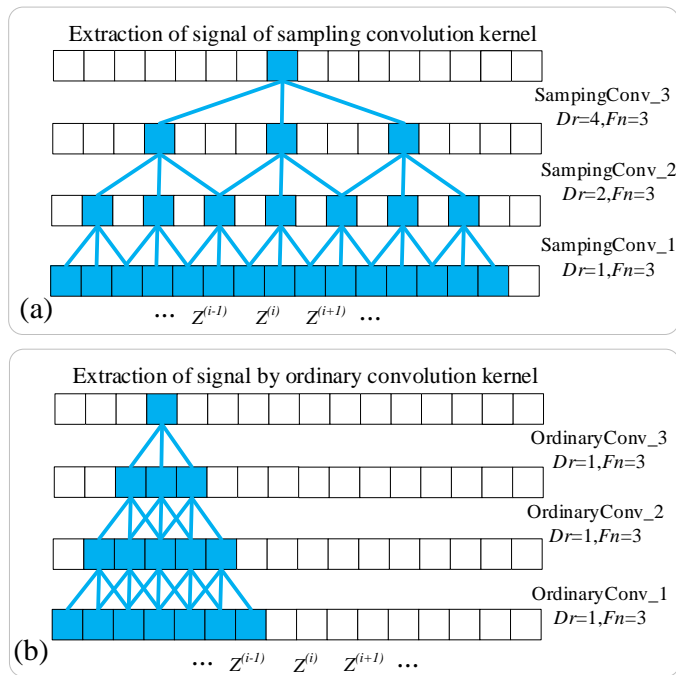 Extraction of signal of sampling convolution kernel
SampingConv_3
Dr=4,Fn=3
SampingConv_2
Dr=2,Fn=3
SampingConv_1
Dr=1,Fn=3
(a)
... Z^(i-1) Z^(i) Z^(i+1) ...
Extraction of signal by ordinary convolution kernel
OrdinaryConv_3
Dr=1,Fn=3
OrdinaryConv_2
Dr=1,Fn=3
OrdinaryConv_1
Dr=1,Fn=3
(b)
... Z^(i-1) Z^(i) Z^(i+1) ...